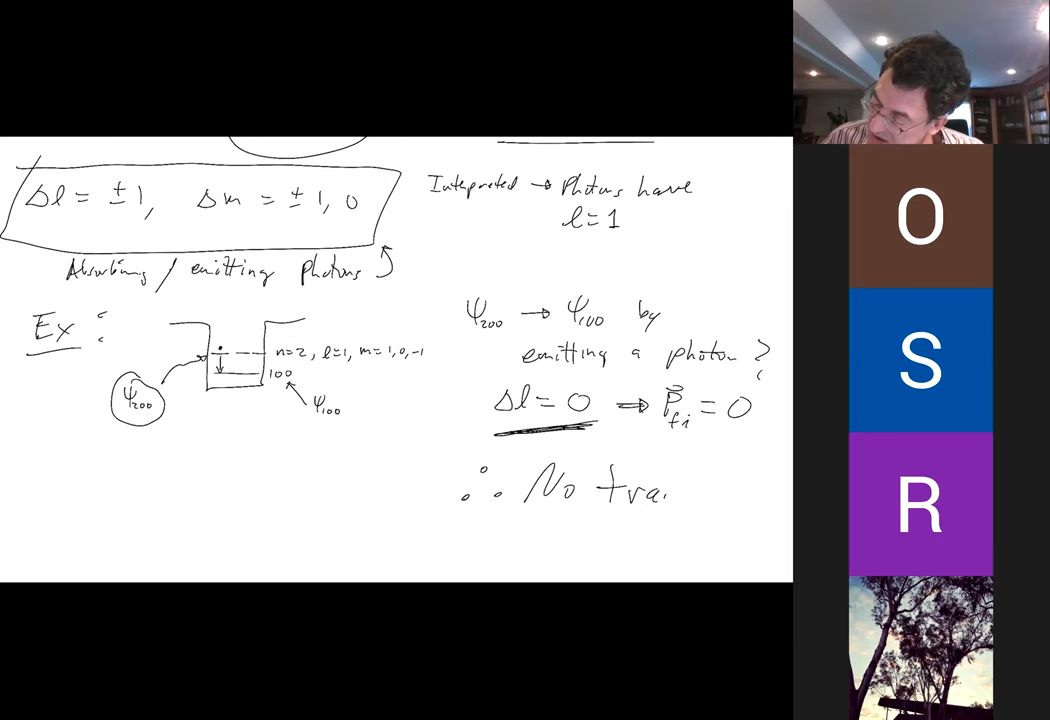 Δl = ± 1, Δm = ± 1, 0
Absorbing / emitting photons
Interpreted → Photons have
l = 1
Ex :
n=2, l=1, m=1,0,-1
100
ψ₂₀₀
ψ₁₀₀
ψ₂₀₀ → ψ₁₀₀ by
emitting a photon ?
Δl = 0 ⇒ P⃗fi = 0
∴ No tra
O
S
R